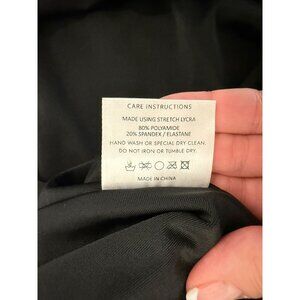 CARE INSTRUCTIONS
MADE USING STRETCH LYCRA
80% POLYAMIDE
20% SPANDEX / ELASTANE
HAND WASH OR SPECIAL DRY CLEAN.
DO NOT IRON OR TUMBLE DRY.
MADE IN CHINA